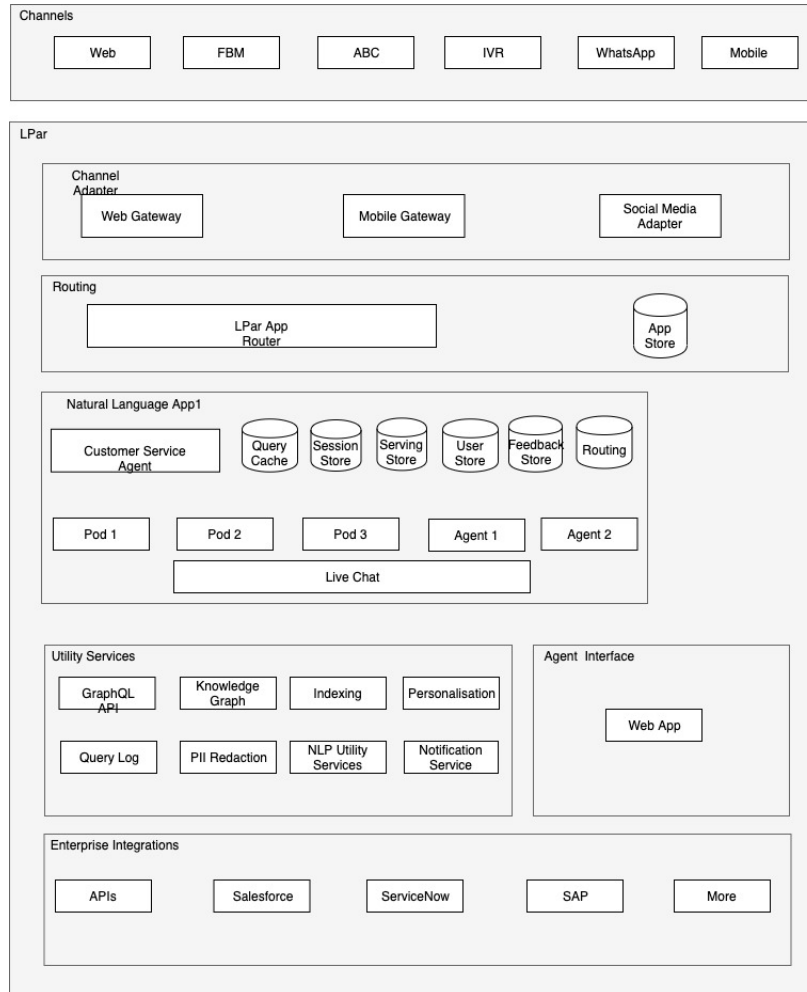 Channels
Web
FBM
ABC
IVR
WhatsApp
Mobile
LPar
Channel
Adapter
Web Gateway
Mobile Gateway
Social Media
Adapter
Routing
LPar App
Router
App
Store
Natural Language App1
Customer Service
Agent
Query
Cache
Session
Store
Serving
Store
User
Store
Feedback
Store
Routing
Pod 1
Pod 2
Pod 3
Agent 1
Agent 2
Live Chat
Utility Services
GraphQL
API
Knowledge
Graph
Indexing
Personalisation
Query Log
PII Redaction
NLP Utility
Services
Notification
Service
Agent Interface
Web App
Enterprise Integrations
APIs
Salesforce
ServiceNow
SAP
More